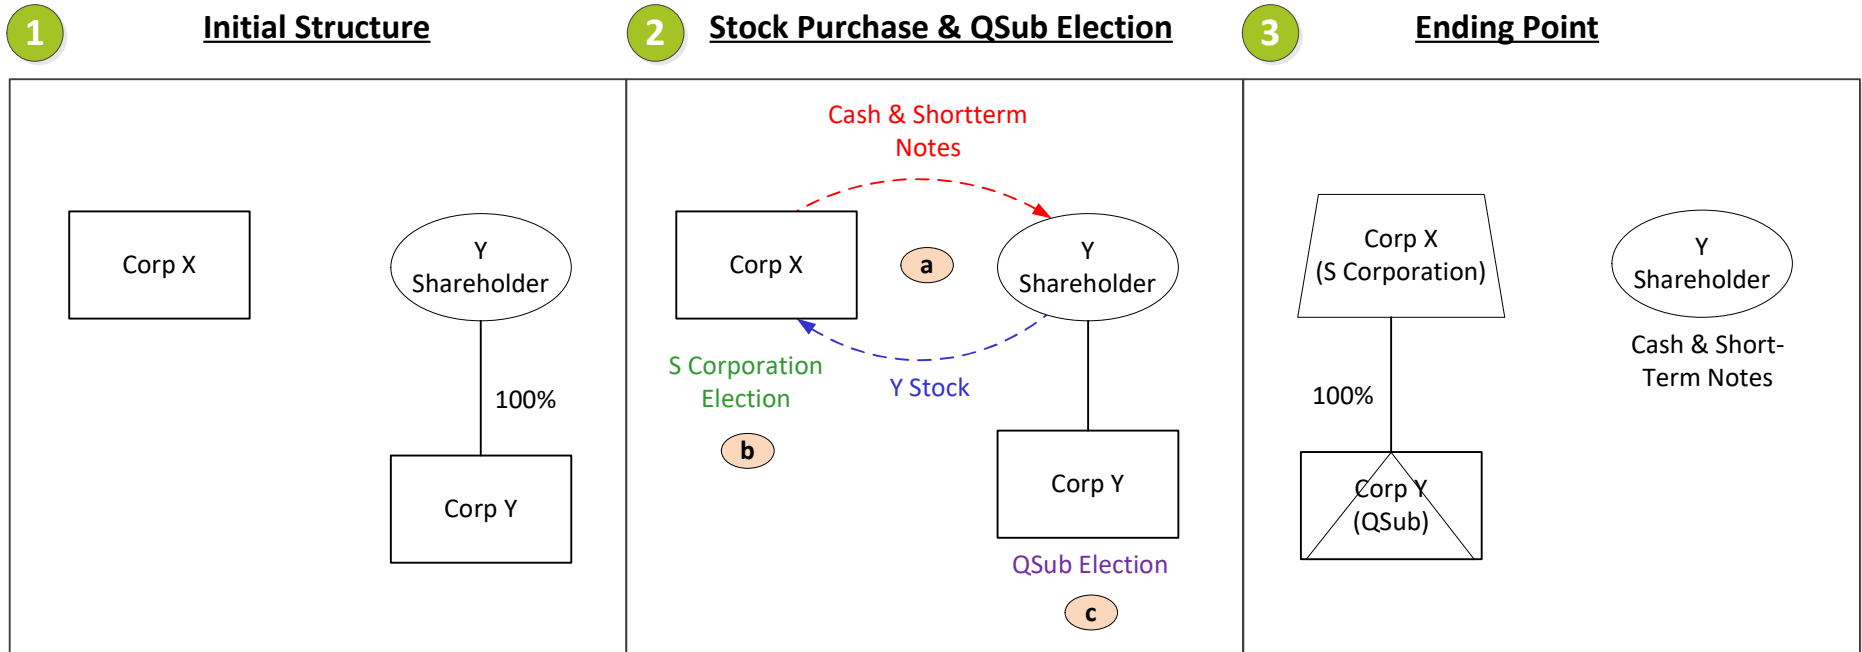 1
Initial Structure
Corp X
Y
Shareholder
100%
Corp Y
2
Stock Purchase & QSub Election
Cash & Shortterm
Notes
Corp X
a
Y
Shareholder
S Corporation
Election
b
Y Stock
Corp Y
QSub Election
c
3
Ending Point
Corp X
(S Corporation)
Y
Shareholder
Cash & Short-
Term Notes
100%
Corp Y
(QSub)